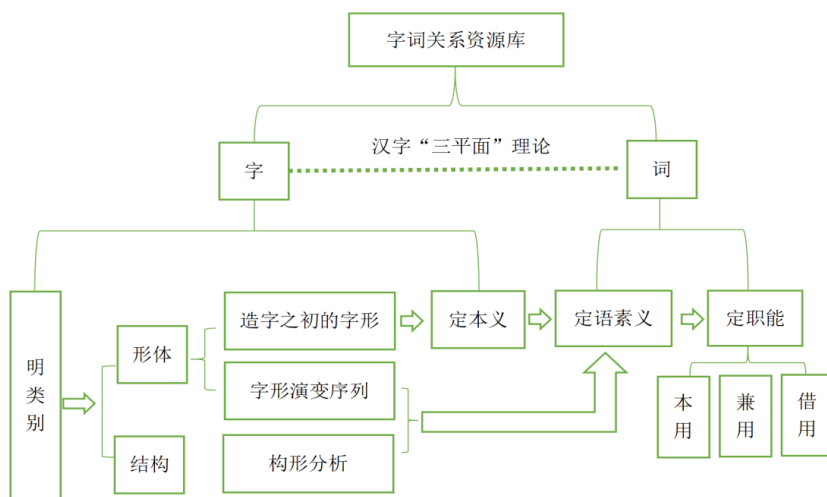 字词关系资源库
汉字“三平面”理论
字
词
造字之初的字形
定本义
定语素义
定职能
形体
明类别
字形演变序列
本用
兼用
借用
结构
构形分析